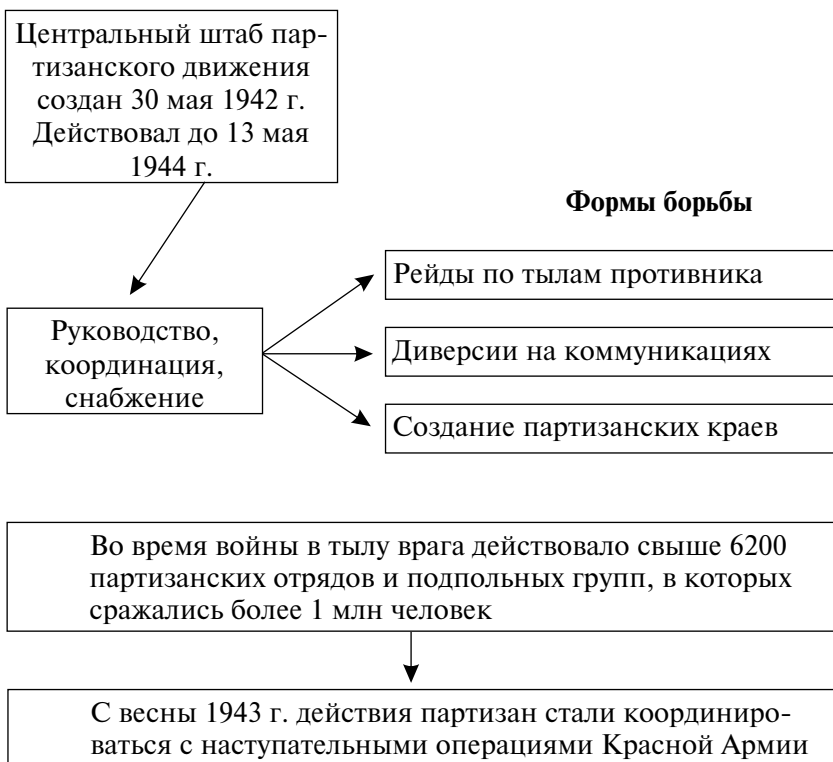 Центральный штаб пар-
тизанского движения
создан 30 мая 1942 г.
Действовал до 13 мая
1944 г.
Формы борьбы
Рейды по тылам противника
Руководство,
координация,
снабжение
Диверсии на коммуникациях
Создание партизанских краев
Во время войны в тылу врага действовало свыше 6200
партизанских отрядов и подпольных групп, в которых
сражались более 1 млн человек
С весны 1943 г. действия партизан стали координиро-
ваться с наступательными операциями Красной Армии